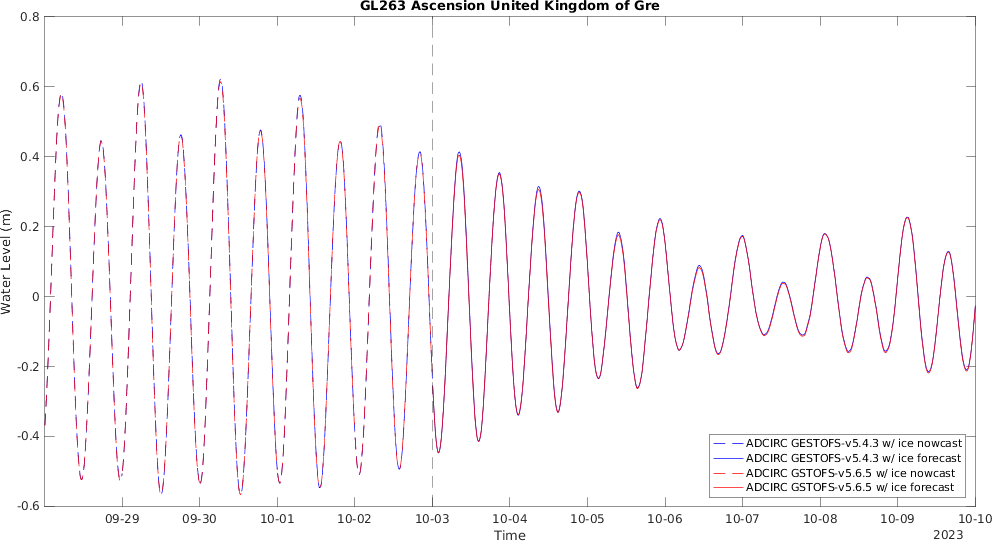 GL263 Ascension United Kingdom of Gre
0.8
0.6
0.4
0.2
0
-0.2
-0.4
-0.6
Water Level (m)
09-29 09-30 10-01 10-02 10-03 10-04 10-05 10-06 10-07 10-08 10-09 10-10
Time
2023
ADCIRC GESTOFS-v5.4.3 w/ ice nowcast
ADCIRC GESTOFS-v5.4.3 w/ ice forecast
ADCIRC GSTOFS-v5.6.5 w/ ice nowcast
ADCIRC GSTOFS-v5.6.5 w/ ice forecast